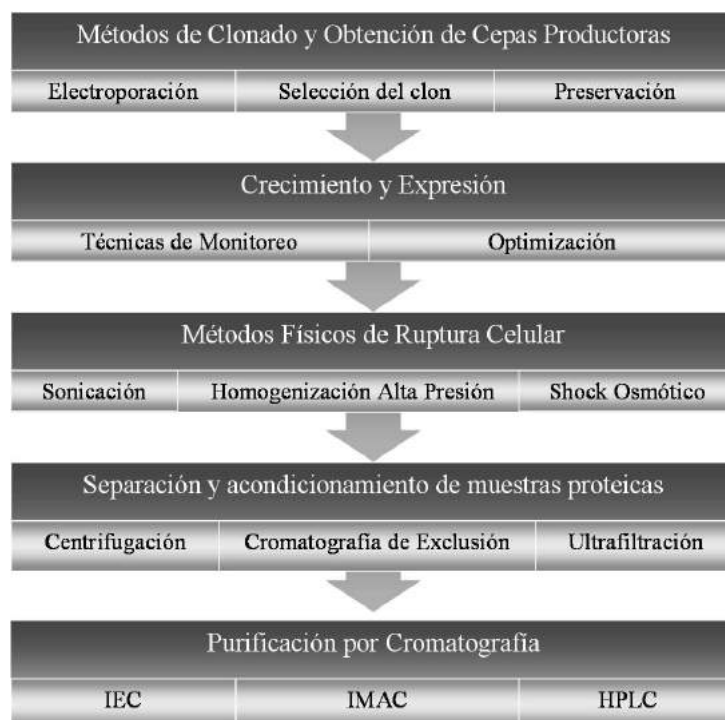 Métodos de Clonado y Obtención de Cepas Productoras
Electroporación Selección del clon Preservación
Crecimiento y Expresión
Técnicas de Monitoreo Optimización
Métodos Físicos de Ruptura Celular
Sonicación Homogenización Alta Presión Shock Osmótico
Separación y acondicionamiento de muestras proteicas
Centrifugación Cromatografía de Exclusión Ultrafiltración
Purificación por Cromatografía
IEC IMAC HPLC